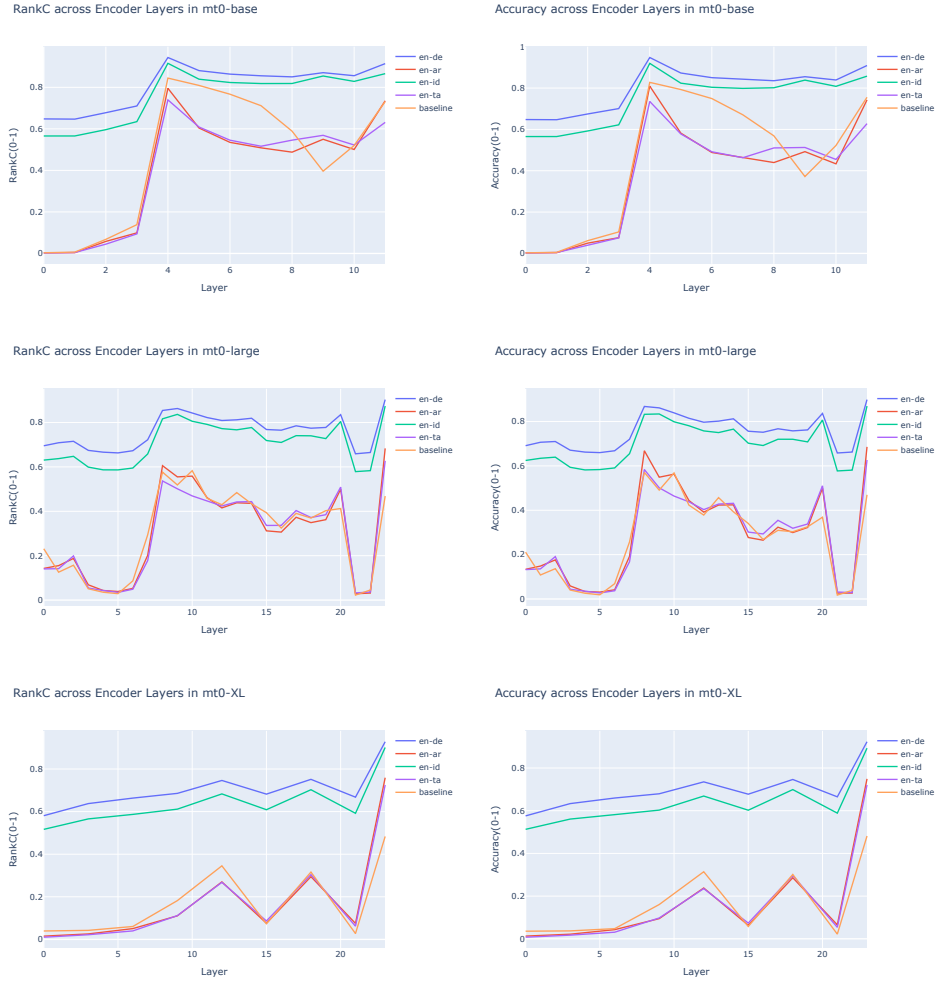 RankC across Encoder Layers in mt0-base
RankC(0-1)
0.8
0.6
0.4
0.2
0
0 2 4 6 8 10
Layer
en-de
en-ar
en-id
en-ta
baseline
Accuracy across Encoder Layers in mt0-base
Accuracy(0-1)
1
0.8
0.6
0.4
0.2
0
0 2 4 6 8 10
Layer
en-de
en-ar
en-id
en-ta
baseline
RankC across Encoder Layers in mt0-large
RankC(0-1)
0.8
0.6
0.4
0.2
0
0 5 10 15 20
Layer
en-de
en-ar
en-id
en-ta
baseline
Accuracy across Encoder Layers in mt0-large
Accuracy(0-1)
0.8
0.6
0.4
0.2
0
0 5 10 15 20
Layer
en-de
en-ar
en-id
en-ta
baseline
RankC across Encoder Layers in mt0-XL
RankC(0-1)
0.8
0.6
0.4
0.2
0
0 5 10 15 20
Layer
en-de
en-ar
en-id
en-ta
baseline
Accuracy across Encoder Layers in mt0-XL
Accuracy(0-1)
0.8
0.6
0.4
0.2
0
0 5 10 15 20
Layer
en-de
en-ar
en-id
en-ta
baseline